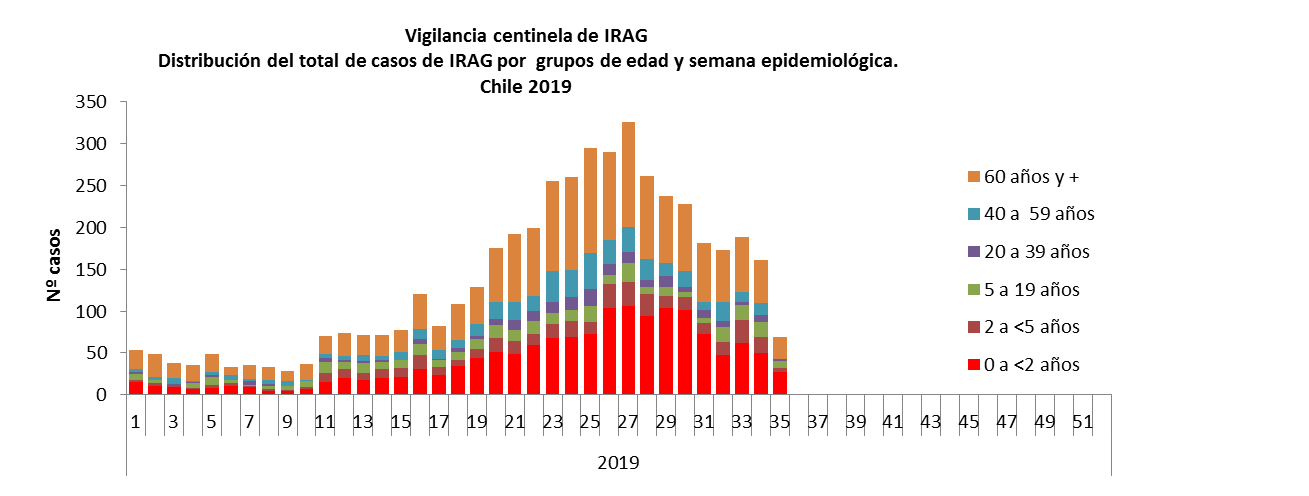 Vigilancia centinela de IRAG
Distribución del total de casos de IRAG por grupos de edad y semana epidemiológica.
Chile 2019
Nº casos
350
300
250
200
150
100
50
0
60 años y +
40 a 59 años
20 a 39 años
5 a 19 años
2 a <5 años
0 a <2 años
1 3 5 7 9 11 13 15 17 19 21 23 25 27 29 31 33 35 37 39 41 43 45 47 49 51
2019